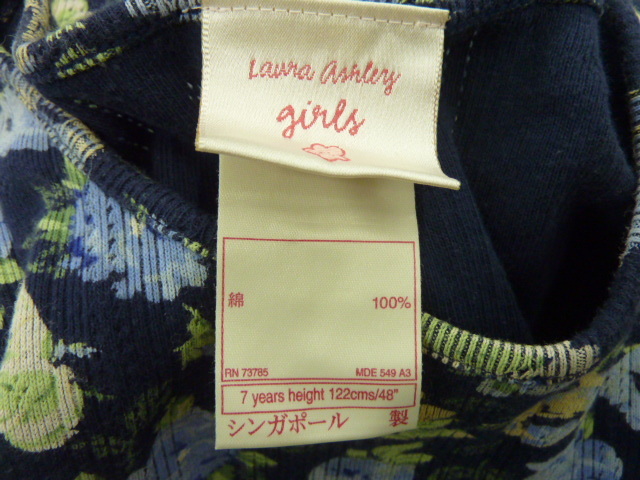 Laura Ashley
girls
綿 100%
RN 73785 MDE 549 A3
7 years height 122cms/48"
シンガポール 製